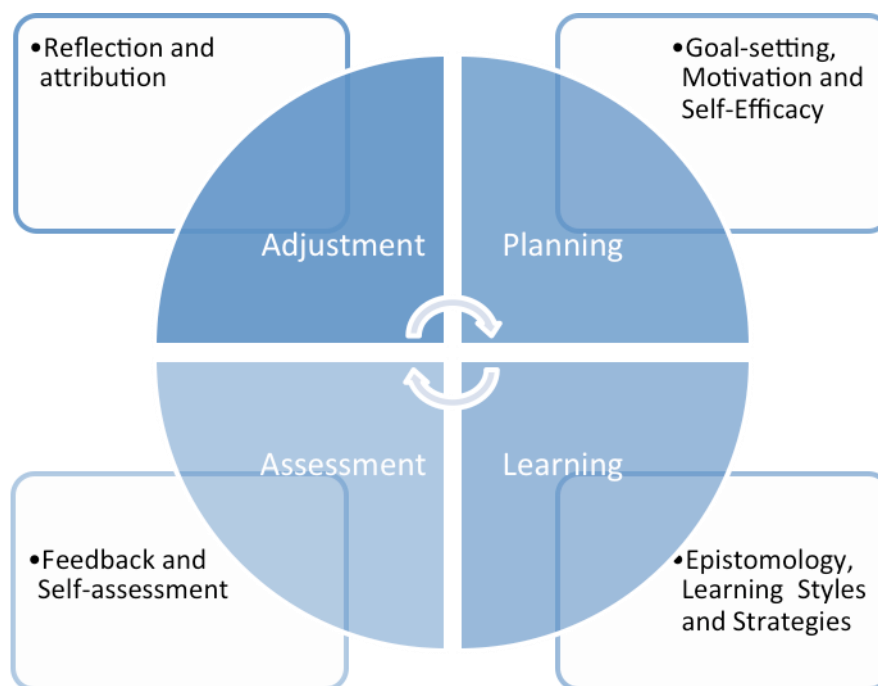 •Reflection and
attribution
•Goal-setting,
Motivation and
Self-Efficacy
Adjustment
Planning
Assessment
Learning
•Feedback and
Self-assessment
•Epistomology,
Learning Styles
and Strategies